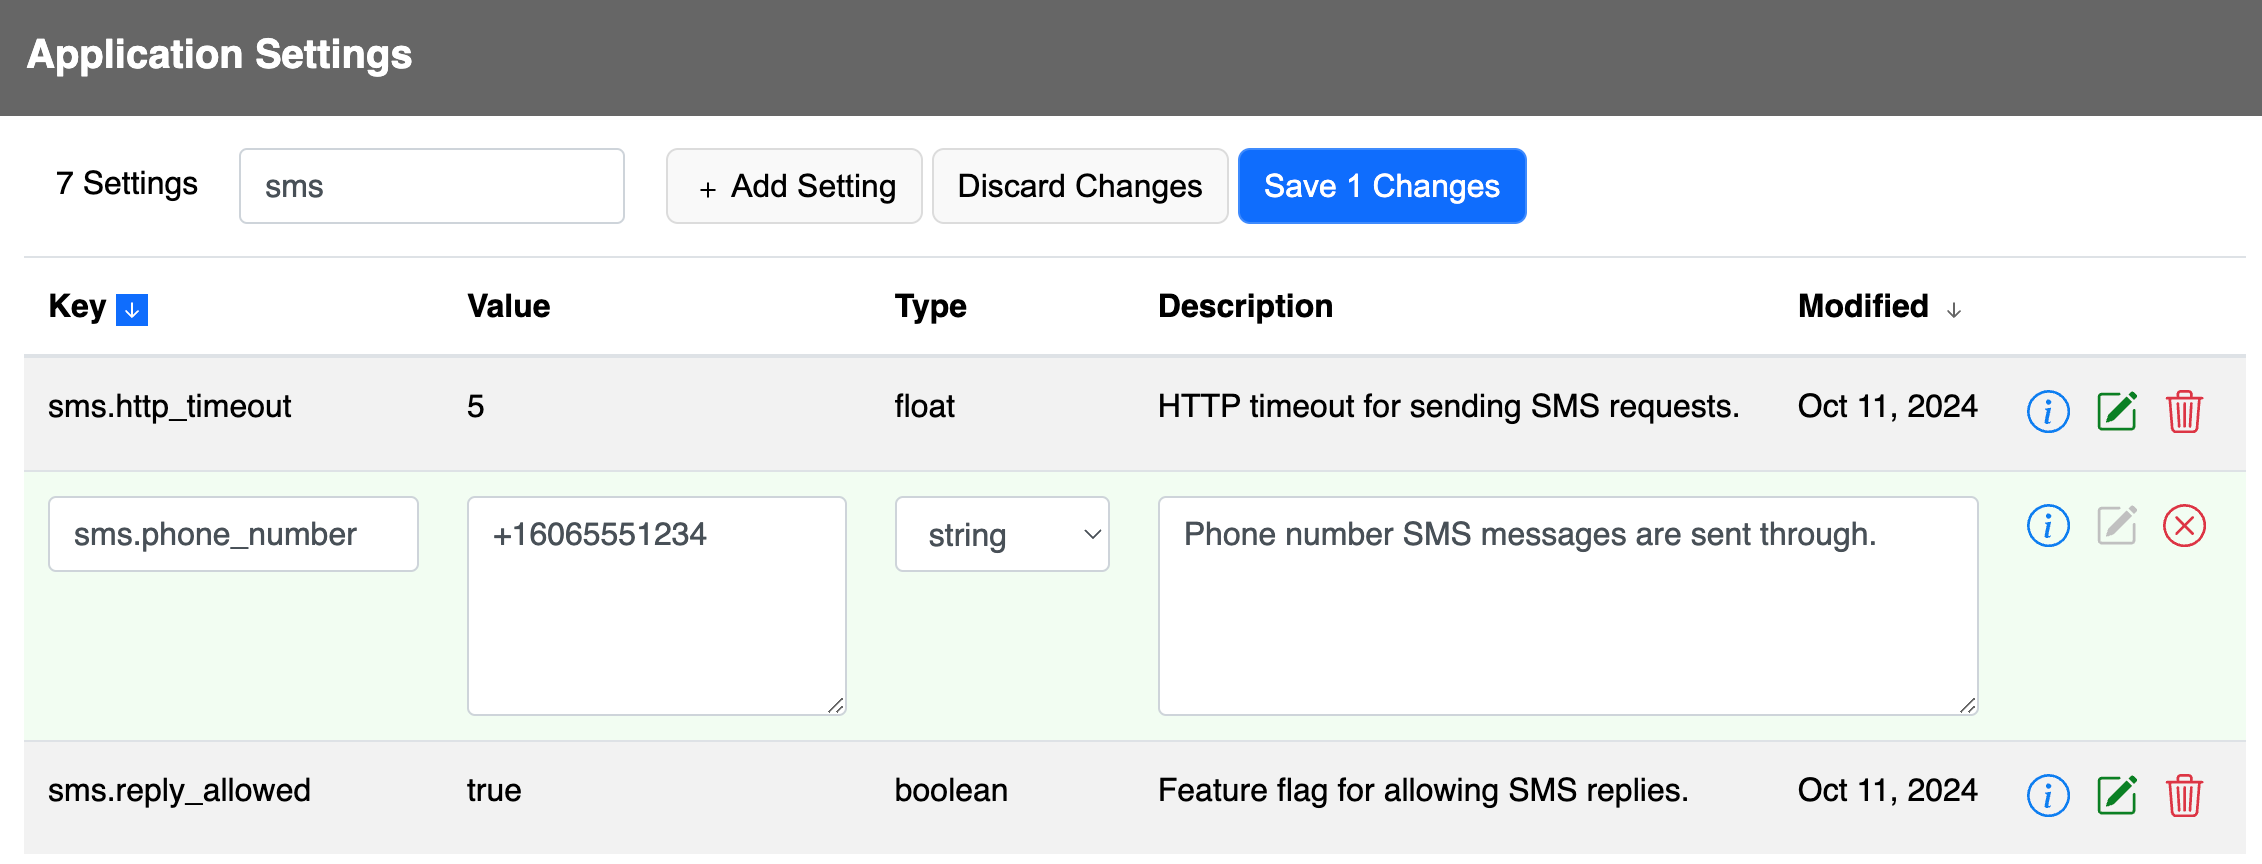 Application Settings
7 Settings sms + Add Setting Discard Changes Save 1 Changes
Key ↓ Value Type Description Modified ↓
sms.http_timeout 5 float HTTP timeout for sending SMS requests. Oct 11, 2024
sms.phone_number +16065551234 string Phone number SMS messages are sent through.
sms.reply_allowed true boolean Feature flag for allowing SMS replies. Oct 11, 2024